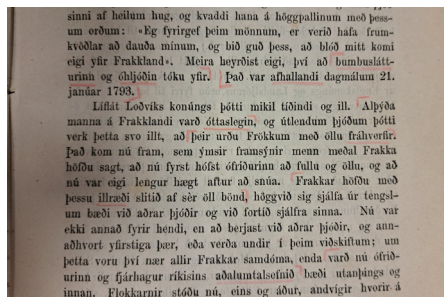 sinni af heilum hug, og kvaddi hana á höggpallinum með þess-
um orðum: »Eg fyrirgef þeim mönnum, er verið hafa frum-
kvöðlar að dauða mínum, og bið guð þess, að blóð mitt komi
eigi yfir Frakkland«. Meira heyrðist eigi, því að bumbuslátt-
urinn og óhljóðin tóku yfir. Það var afhallandi dagmálum 21.
janúar 1793.
Líflát Loðvíks konúngs þótti mikil tíðindi og ill. Alþýða
manna á Frakklandi varð óttaslegin, og útlendum þjóðum þótti
verk þetta svo illt, að þeir urðu Frökkum með öllu fráhverfir.
Það kom nú fram, sem ýmsir framsýnir menn meðal Frakka
höfðu sagt, að nú fyrst hófst ófriðurinn að fullu og öllu, og að
nú var eigi lengur hægt aftur að snúa. Frakkar höfðu með
þessu illræði slitið af sèr öll bönd, höggvið sig sjálfa úr tengsl-
um bæði við aðrar þjóðir og við fortíð sjálfra sinna. Nú var
ekki annað fyrir hendi, en að berjast við aðrar þjóðir, og ann-
aðhvort yfirstíga þær, eða verða undir í þeim viðskiftum; um
þetta voru því nær allir Frakkar samdóma, enda varð nú ófrið-
urinn og fjárhagur ríkisins aðalumtalsefnið bæði utanþings og
innan. Flokkarnir stóðu nú, eins og áður, andvígir hverir á